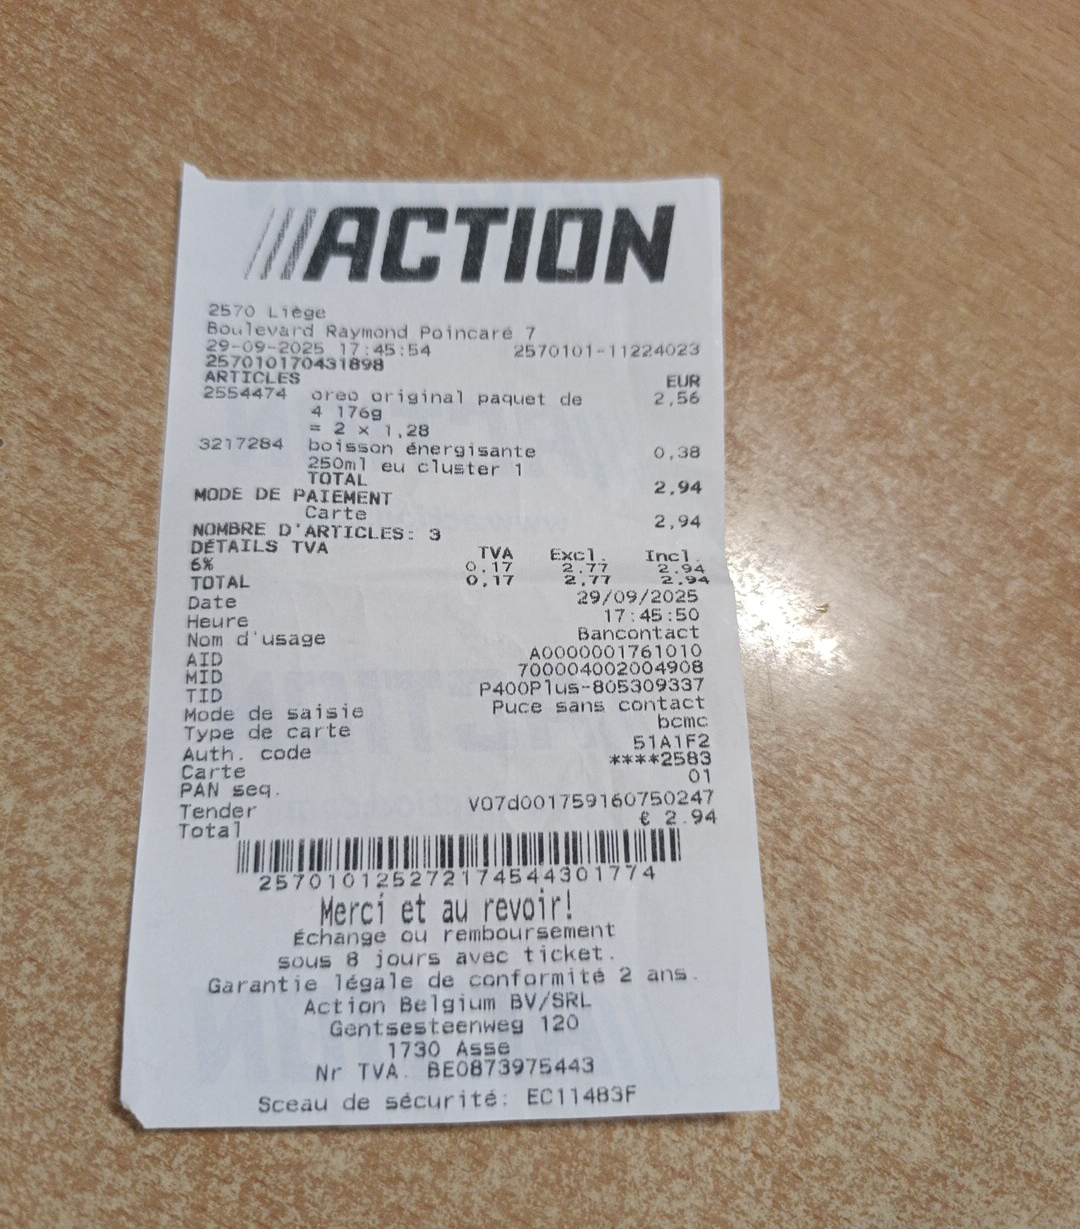 ACTION
2570 Liège
Boulevard Raymond Poincaré 7
29-09-2025 17:45:54 2570101-11224023
257010170431898
ARTICLES EUR
2554474 oreo original paquet de 2,56
4 176g
= 2 x 1,28
3217284 boisson énergisante 0,38
250ml eu cluster 1
TOTAL 2,94
MODE DE PAIEMENT
Carte 2,94
NOMBRE D'ARTICLES: 3
DÉTAILS TVA TVA Excl. Incl.
6% 0,17 2,77 2,94
TOTAL 0,17 2,77 2,94
Date 29/09/2025
Heure 17:45:50
Nom d'usage Bancontact
AID A0000001761010
MID 700004002004908
TID P400Plus-805309337
Mode de saisie Puce sans contact
Type de carte bcmc
Auth. code 51A1F2
Carte ****2583
PAN seq. 01
Tender V07d001759160750247
Total € 2.94
257010125272174544301774
Merci et au revoir!
Échange ou remboursement
sous 8 jours avec ticket.
Garantie légale de conformité 2 ans.
Action Belgium BV/SRL
Gentsesteenweg 120
1730 Asse
Nr TVA. BE0873975443
Sceau de sécurité: EC11483F